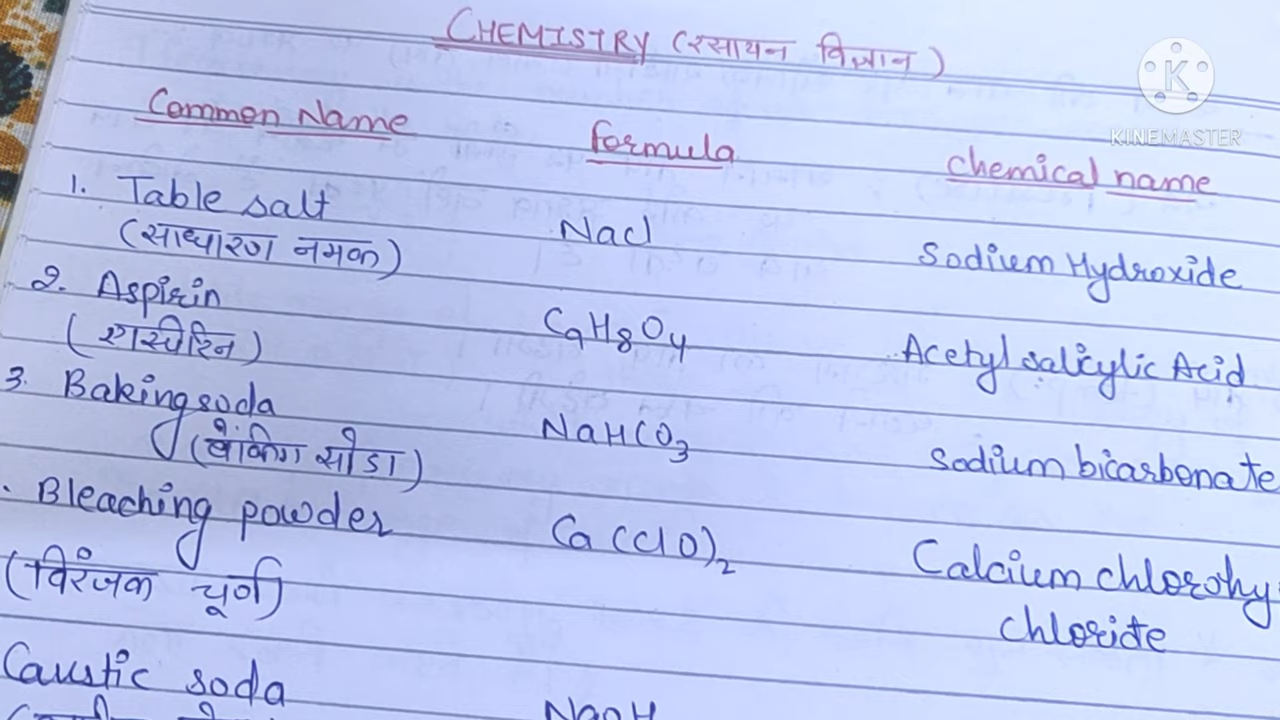 CHEMISTRY (रसायन विज्ञान)
KINEMASTER
Common Name formula chemical name
1. Table salt NaCl Sodium Hydroxide
(साधारण नमक)
2. Aspirin C9H8O4 Acetyl salicylic Acid
(एास्पीरिन)
3. Baking soda NaHCO3 Sodium bicarbonate
(बेकिंग सोडा)
. Bleaching powder Ca(ClO)2 Calcium chlorohy
(विरंजक चूर्ण) chloride
Caustic soda NaOH